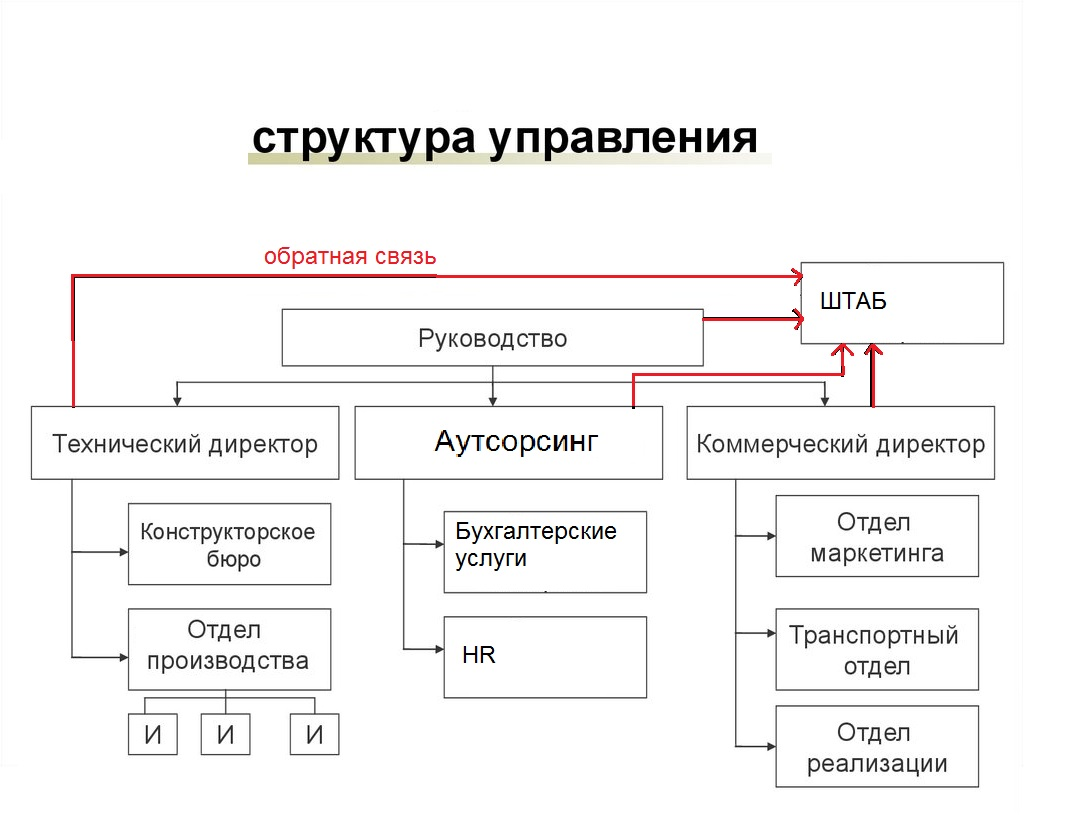 структура управления
обратная связь
ШТАБ
Руководство
Технический директор
Аутсорсинг
Коммерческий директор
Конструкторское
бюро
Отдел
производства
И
И
И
Бухгалтерские
услуги
HR
Отдел
маркетинга
Транспортный
отдел
Отдел
реализации